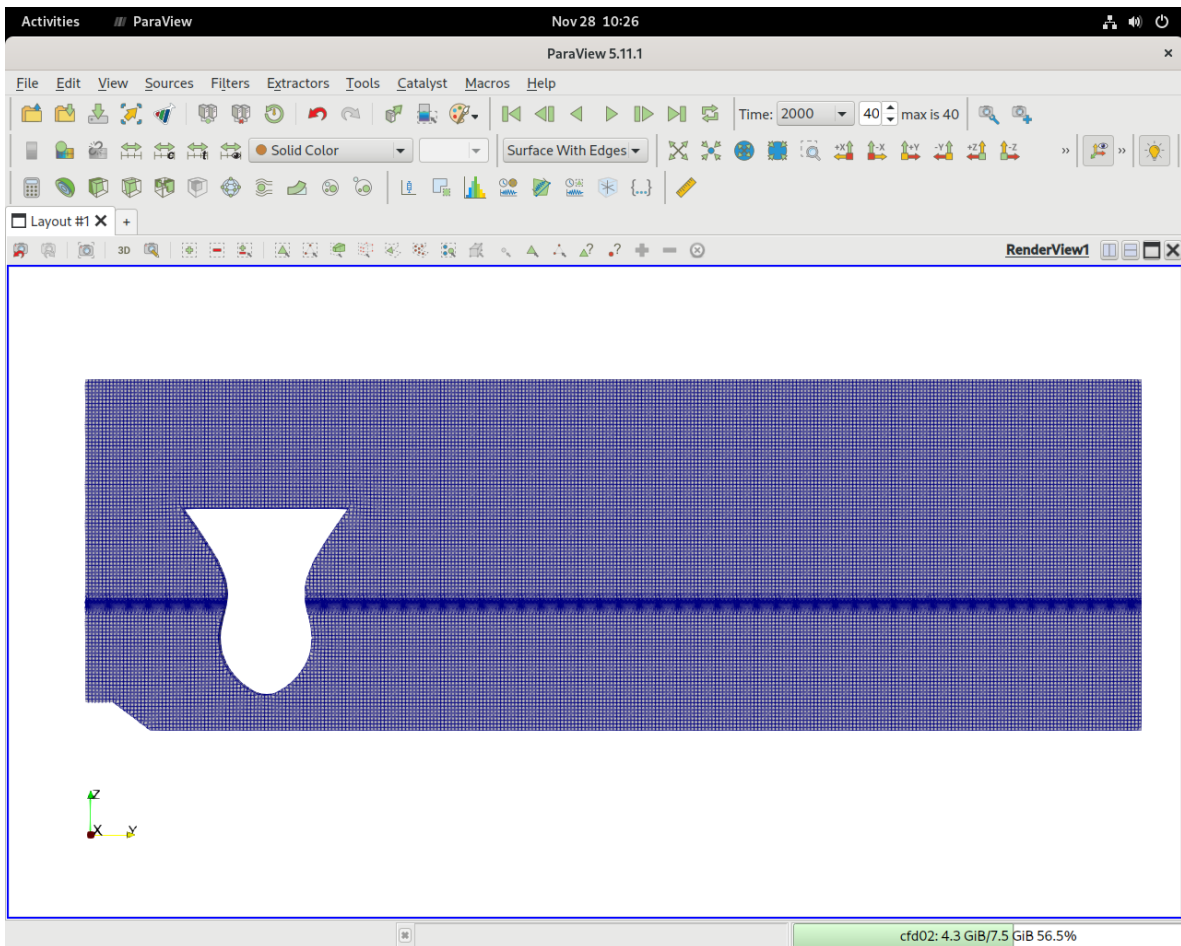 Activities ParaView Nov 28 10:26
ParaView 5.11.1
File Edit View Sources Filters Extractors Tools Catalyst Macros Help
Time: 2000 40 max is 40
Solid Color Surface With Edges +X -X +Y -Y +Z -Z »  »
Layout #1 +
3D RenderView1
Z
X Y
cfd02: 4.3 GiB/7.5 GiB 56.5%